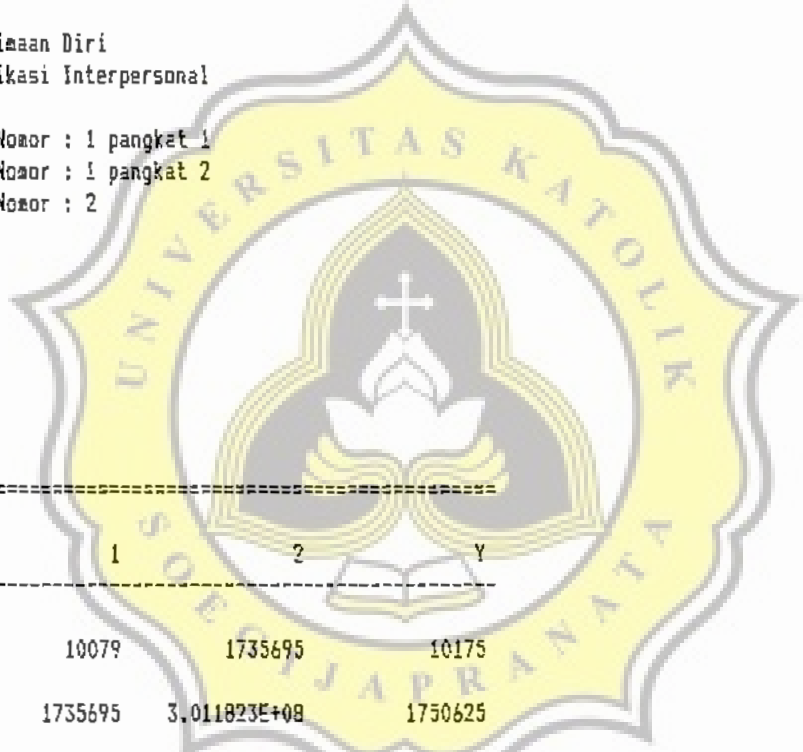 imaan Diri
ikasi Interpersonal
Nomor : 1 pangkat 1
Nomor : 1 pangkat 2
Nomor : 2
UNIVERSITAS KATOLIK
================================================
1 2 Y
------------------------------------------------
10079 1735695 10175
1735695 3.011823E+08 1750625
SOEGIJAPRANATA